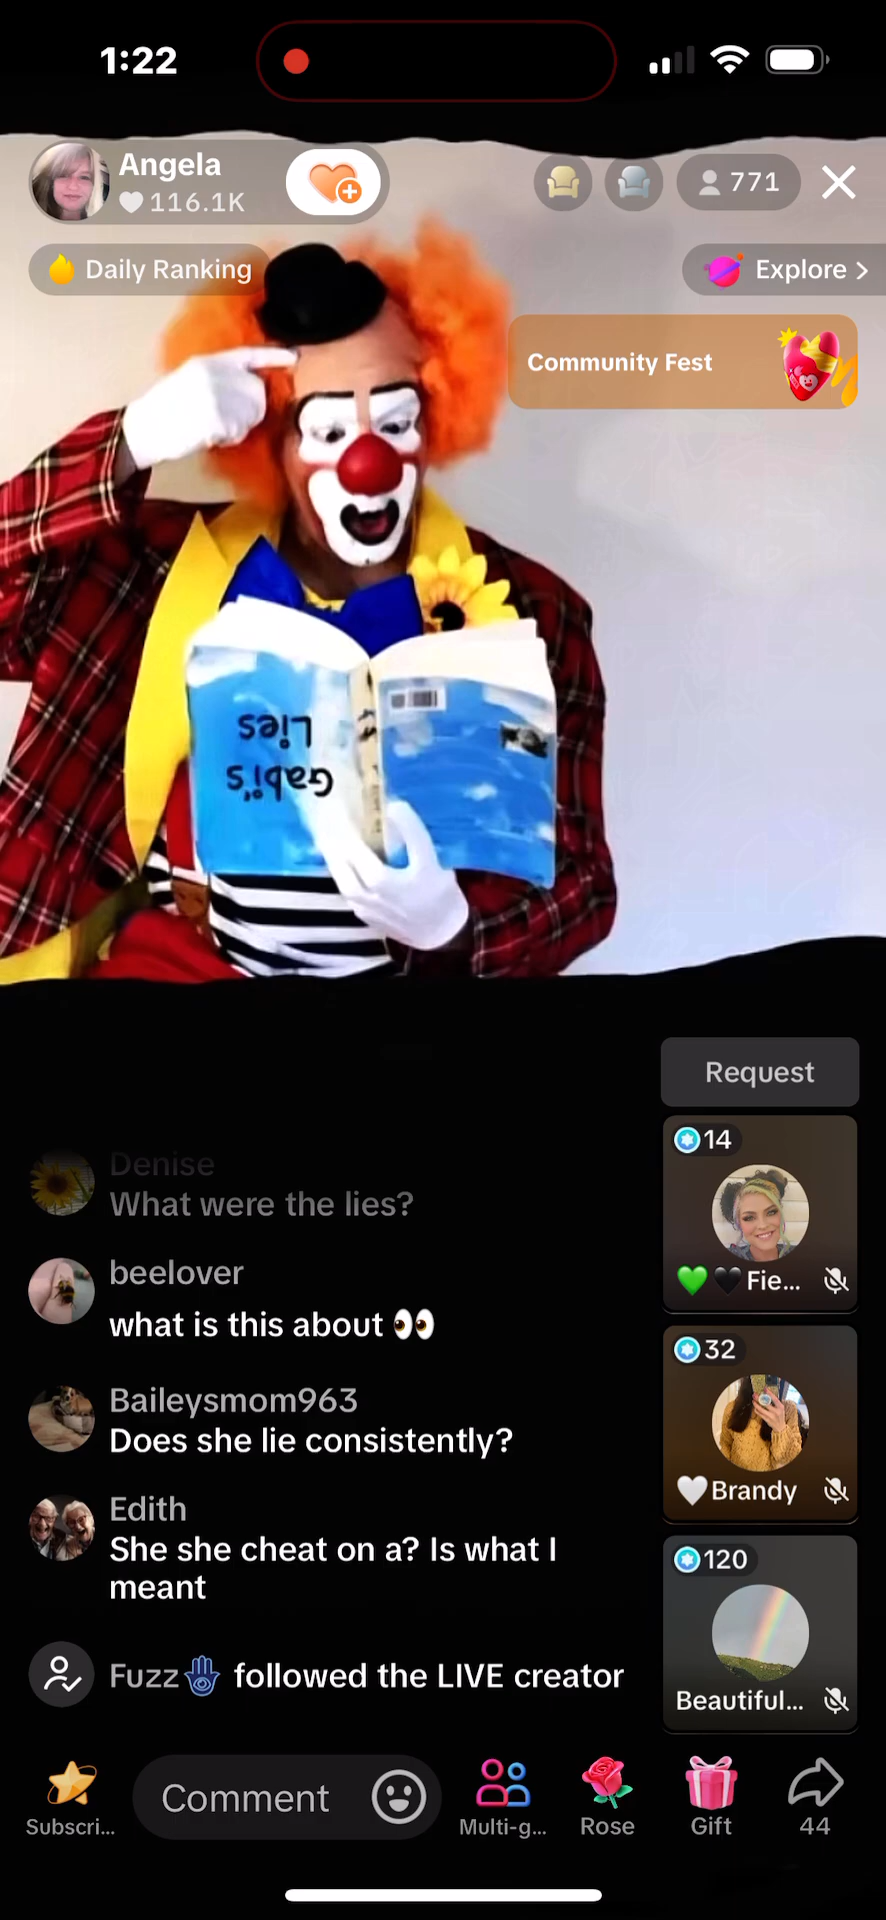 1:22
Angela
116.1K
771
Daily Ranking
Explore >
Community Fest
Gabi's
Lies
Request
14
Denise
What were the lies?
Fie...
beelover
what is this about 👀
32
Baileysmom963
Does she lie consistently?
Brandy
Edith
She she cheat on a? Is what I
meant
120
Fuzz🪬 followed the LIVE creator
Beautiful...
Comment
Subscri...
Multi-g...
Rose
Gift
44